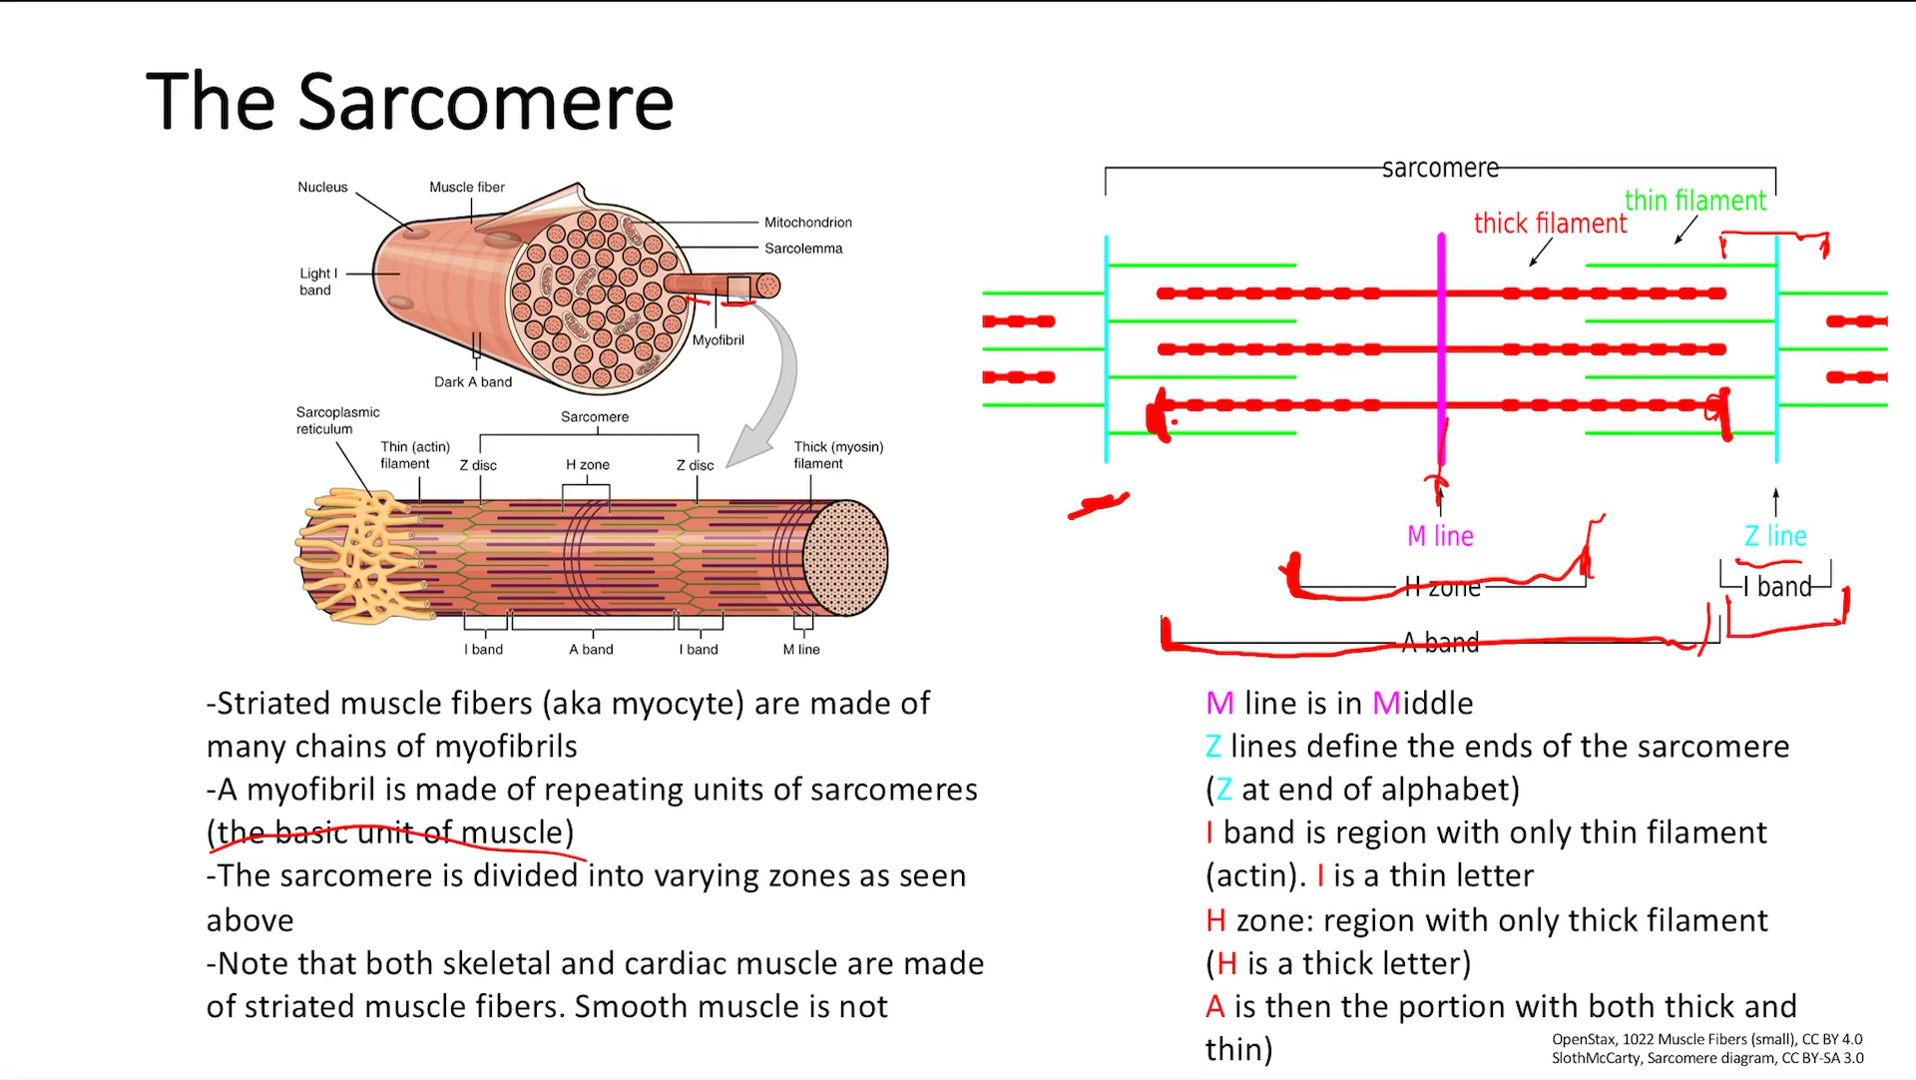 The Sarcomere
Nucleus
Muscle fiber
Mitochondrion
Sarcolemma
Light I
band
Myofibril
Dark A band
Sarcoplasmic
reticulum
Sarcomere
Thin (actin)
filament
Z disc
H zone
Z disc
Thick (myosin)
filament
I band
A band
I band
M line
-Striated muscle fibers (aka myocyte) are made of
many chains of myofibrils
-A myofibril is made of repeating units of sarcomeres
(the basic unit of muscle)
-The sarcomere is divided into varying zones as seen
above
-Note that both skeletal and cardiac muscle are made
of striated muscle fibers. Smooth muscle is not
sarcomere
thin filament
thick filament
M line
Z line
H zone
I band
A band
M line is in Middle
Z lines define the ends of the sarcomere
(Z at end of alphabet)
I band is region with only thin filament
(actin). I is a thin letter
H zone: region with only thick filament
(H is a thick letter)
A is then the portion with both thick and
thin)
OpenStax, 1022 Muscle Fibers (small), CC BY 4.0
SlothMcCarty, Sarcomere diagram, CC BY-SA 3.0